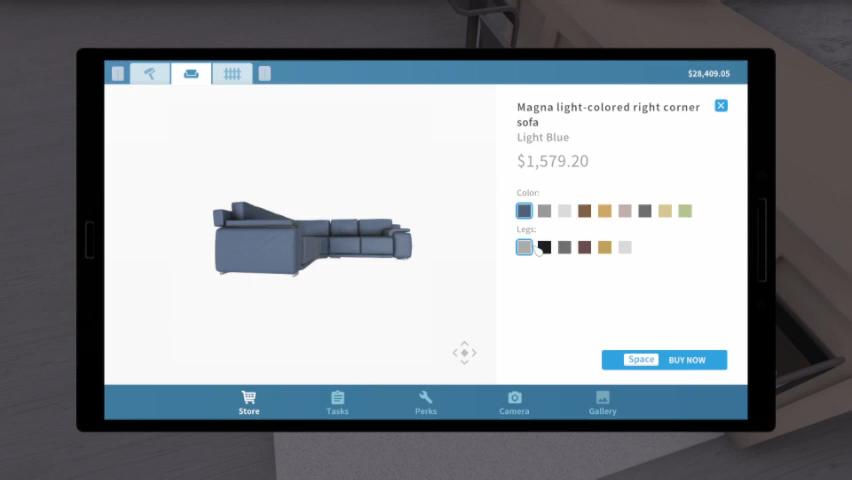 $28,409.05
Magna light-colored right corner
sofa
Light Blue
$1,579.20
Color:
Legs:
Space BUY NOW
Store Tasks Perks Camera Gallery